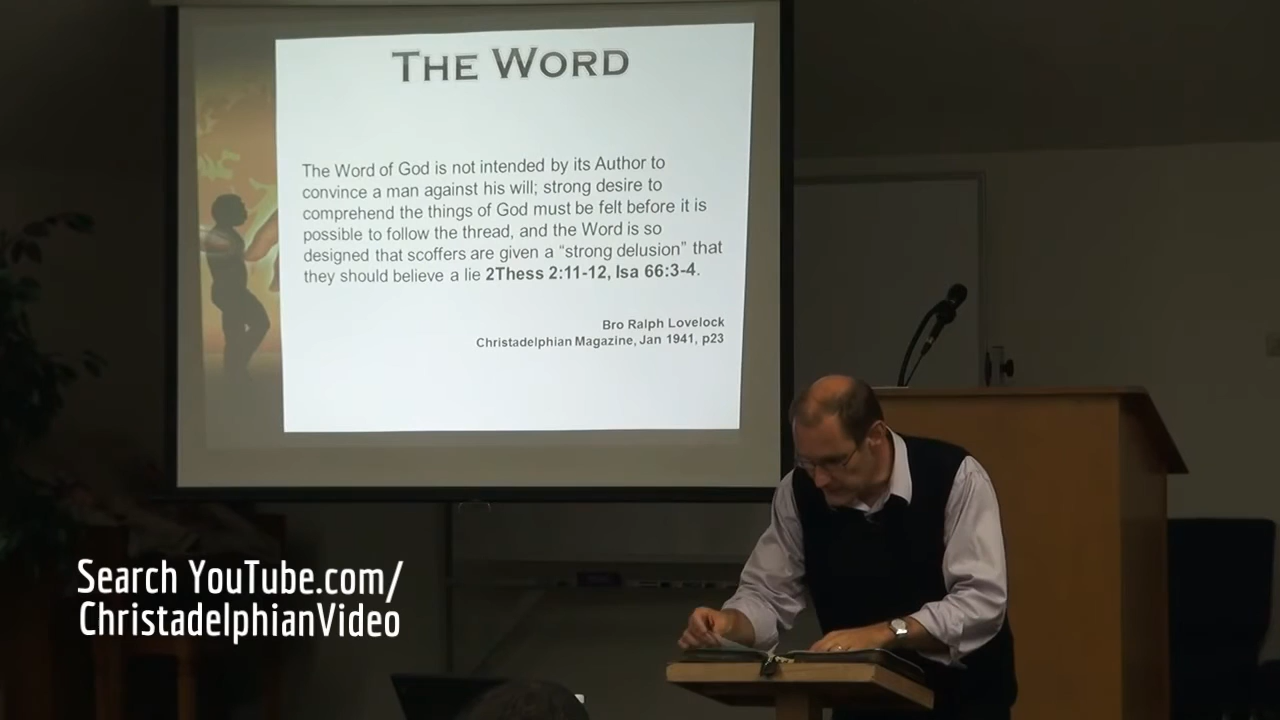 THE WORD
The Word of God is not intended by its Author to
convince a man against his will; strong desire to
comprehend the things of God must be felt before it is
possible to follow the thread, and the Word is so
designed that scoffers are given a “strong delusion” that
they should believe a lie 2Thess 2:11-12, Isa 66:3-4.
Bro Ralph Lovelock
Christadelphian Magazine, Jan 1941, p23
Search YouTube.com/
ChristadelphianVideo